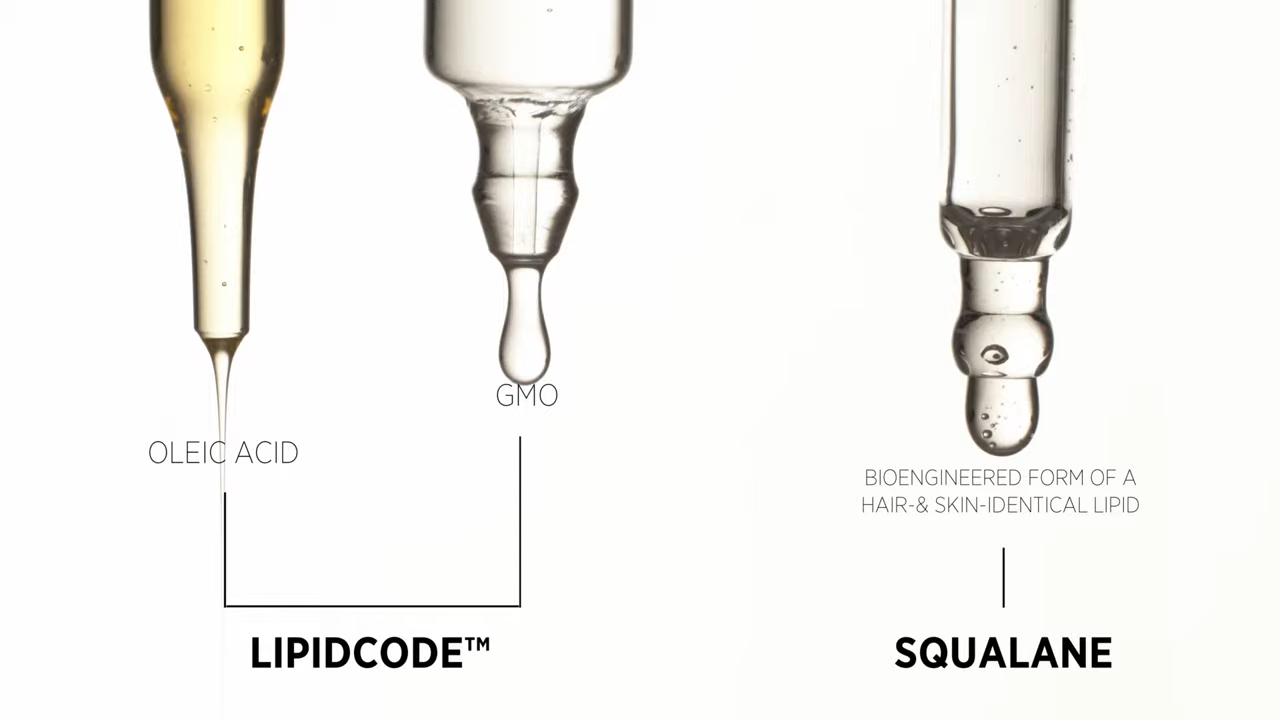 GMO
OLEIC ACID
BIOENGINEERED FORM OF A
HAIR-& SKIN-IDENTICAL LIPID
LIPIDCODE™
SQUALANE